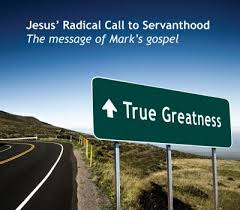 Jesus' Radical Call to Servanthood
The message of Mark's gospel
True Greatness